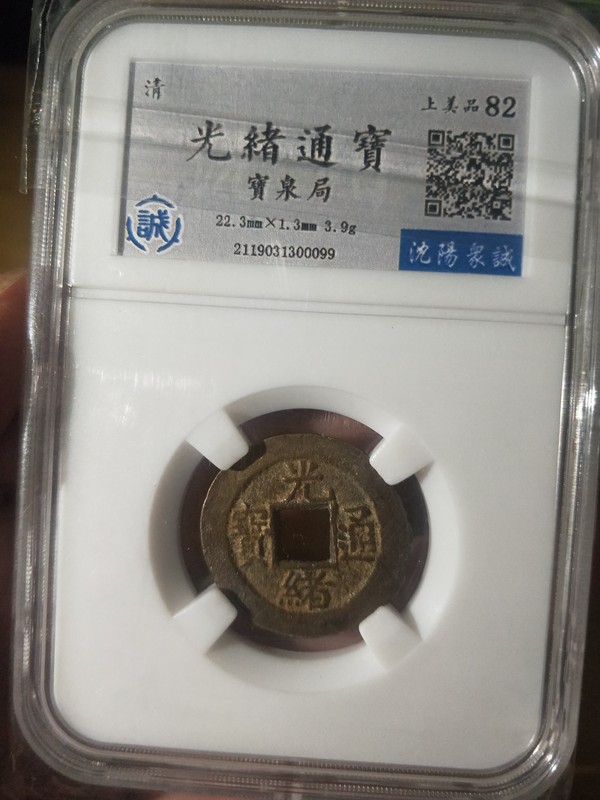 清
上美品82
光緒通寶
寶泉局
22.3mm×1.3mm 3.9g
2119031300099
誠
沈陽衆誠
光緒通寶